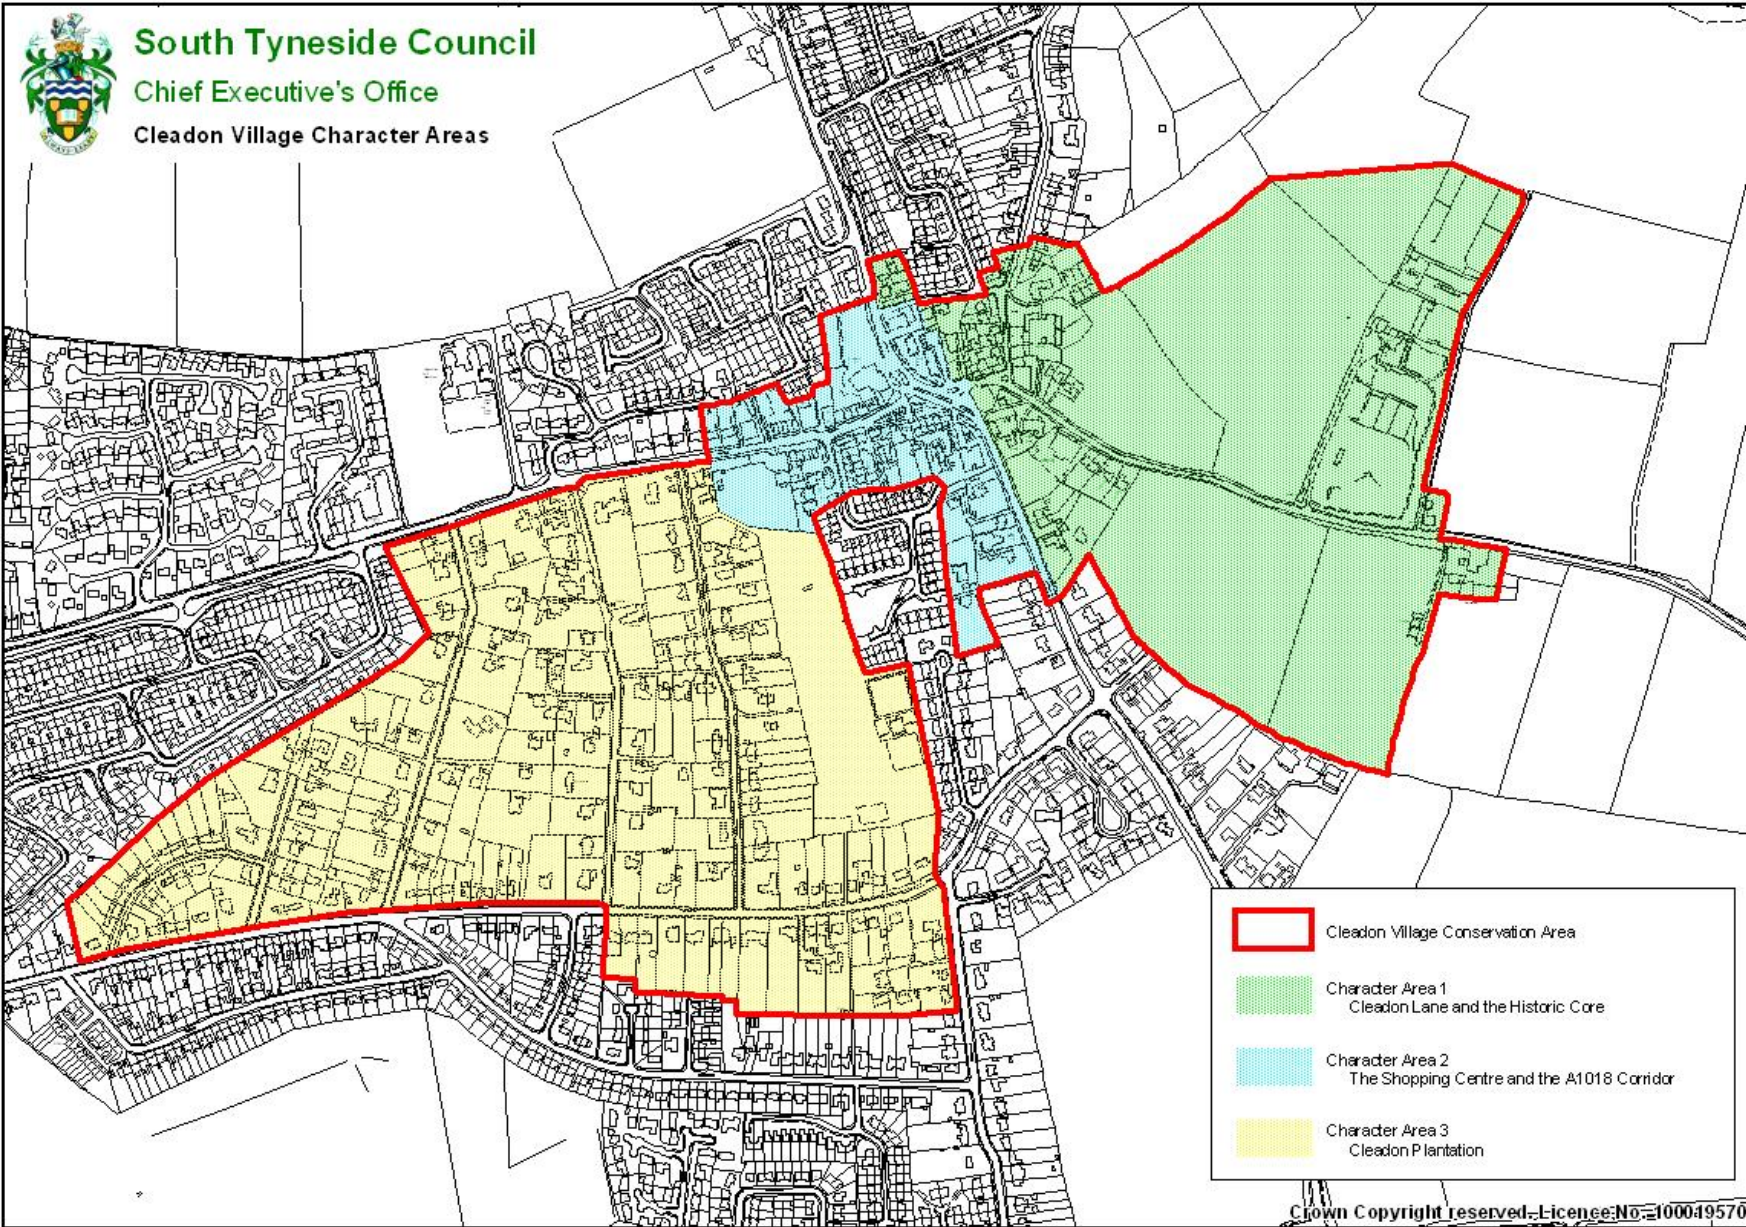 South Tyneside Council
Chief Executive's Office
Cleadon Village Character Areas
Cleadon Village Conservation Area
Character Area 1
Cleadon Lane and the Historic Core
Character Area 2
The Shopping Centre and the A1018 Corridor
Character Area 3
Cleadon Plantation
Crown Copyright reserved. Licence No. 100049570